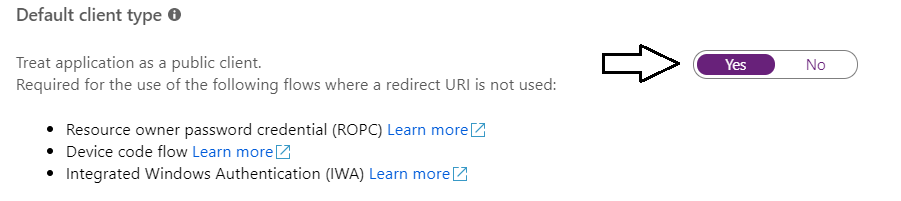 Default client type
Treat application as a public client.
Required for the use of the following flows where a redirect URI is not used:
Yes No
Resource owner password credential (ROPC) Learn more
Device code flow Learn more
Integrated Windows Authentication (IWA) Learn more